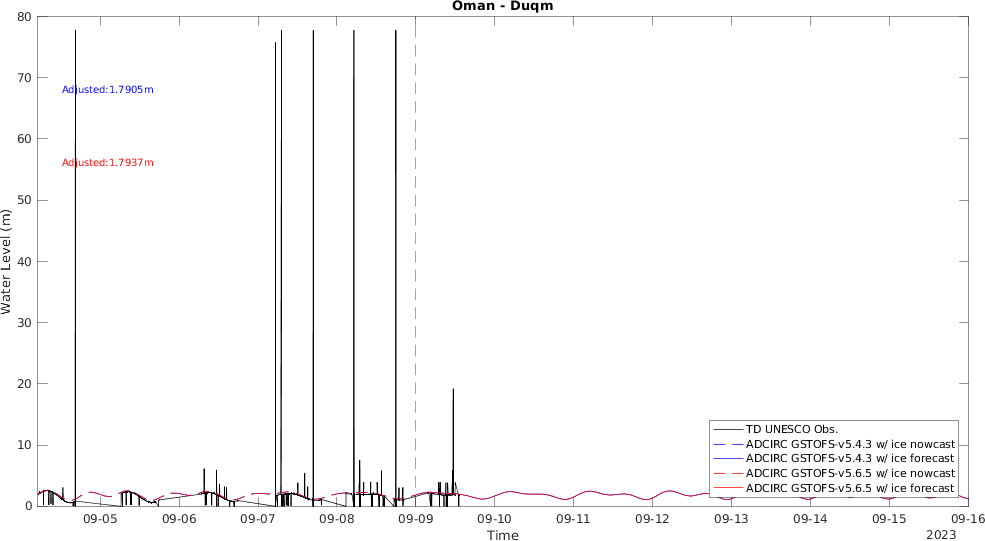 Oman - Duqm
80
70
60
50
40
30
20
10
0
Water Level (m)
Adjusted:1.7905m
Adjusted:1.7937m
TD UNESCO Obs.
ADCIRC GSTOFS-v5.4.3 w/ ice nowcast
ADCIRC GSTOFS-v5.4.3 w/ ice forecast
ADCIRC GSTOFS-v5.6.5 w/ ice nowcast
ADCIRC GSTOFS-v5.6.5 w/ ice forecast
09-05 09-06 09-07 09-08 09-09 09-10 09-11 09-12 09-13 09-14 09-15 09-16
Time
2023